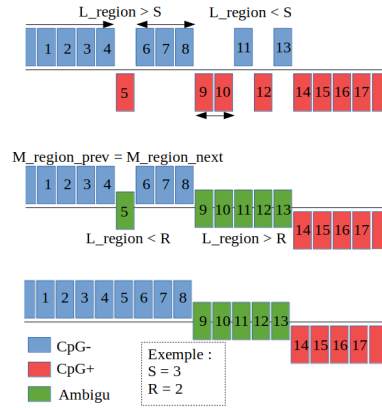 L_region > S L_region < S
1 2 3 4 6 7 8 11 13
5 9 10 12 14 15 16 17
M_region_prev = M_region_next
1 2 3 4 5 6 7 8 9 10 11 12 13 14 15 16 17
L_region < R L_region > R
1 2 3 4 5 6 7 8 9 10 11 12 13 14 15 16 17
CpG-
CpG+
Ambigu
Exemple :
S = 3
R = 2